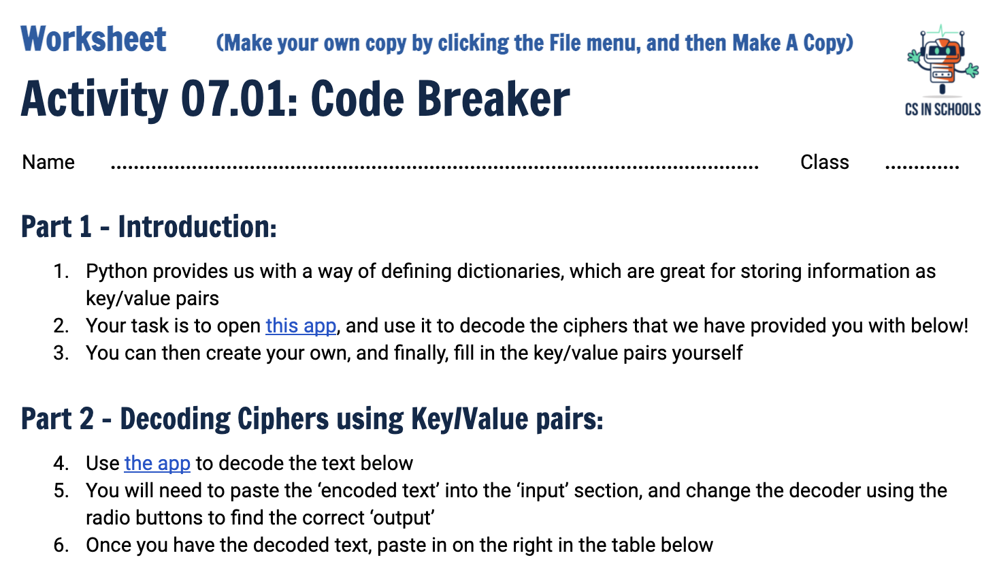 Worksheet (Make your own copy by clicking the File menu, and then Make A Copy)
Activity 07.01: Code Breaker
CS IN SCHOOLS
Name ........................................................................................................................ Class .............
Part 1 - Introduction:
1. Python provides us with a way of defining dictionaries, which are great for storing information as
key/value pairs
2. Your task is to open this app, and use it to decode the ciphers that we have provided you with below!
3. You can then create your own, and finally, fill in the key/value pairs yourself
Part 2 - Decoding Ciphers using Key/Value pairs:
4. Use the app to decode the text below
5. You will need to paste the ‘encoded text’ into the ‘input’ section, and change the decoder using the
radio buttons to find the correct ‘output’
6. Once you have the decoded text, paste in on the right in the table below